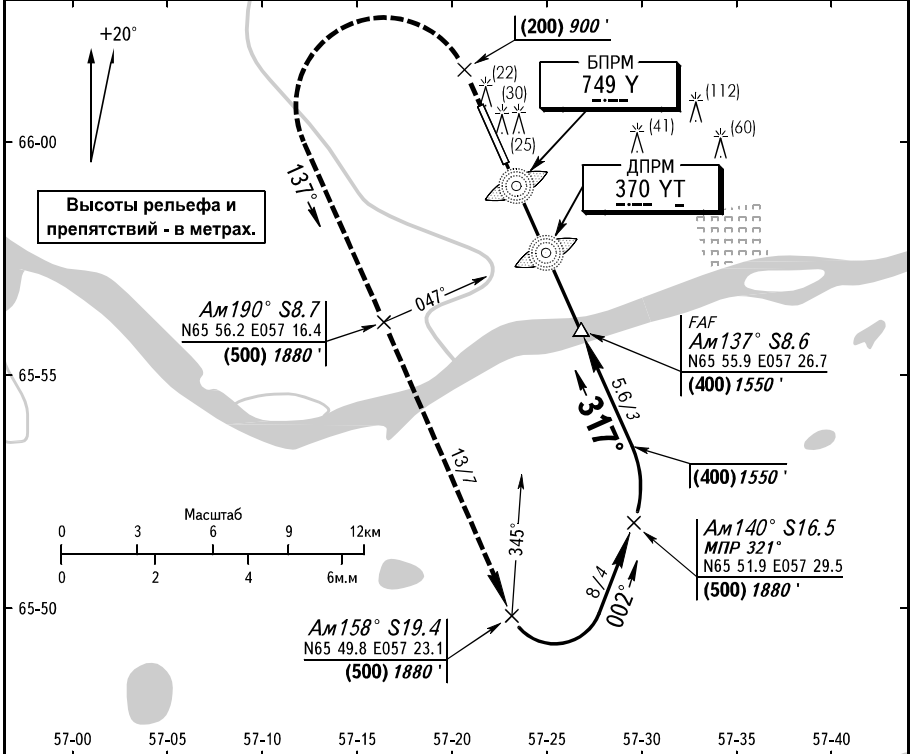 +20°
(200) 900 '
БПРМ
749 Y
(22)
(30)
(25)
(112)
(41)
(60)
ДПРМ
370 YT
66-00
137°
Высоты рельефа и
препятствий - в метрах.
047°
Ам190° S8.7
N65 56.2 E057 16.4
(500) 1880 '
FAF
Ам137° S8.6
N65 55.9 E057 26.7
(400) 1550 '
65-55
5.6/3
317°
13/7
(400) 1550 '
Масштаб
0 3 6 9 12км
0 2 4 6м.м
345°
Ам140° S16.5
МПР 321°
N65 51.9 E057 29.5
(500) 1880 '
8/4
002°
65-50
Ам158° S19.4
N65 49.8 E057 23.1
(500) 1880 '
57-00 57-05 57-10 57-15 57-20 57-25 57-30 57-35 57-40